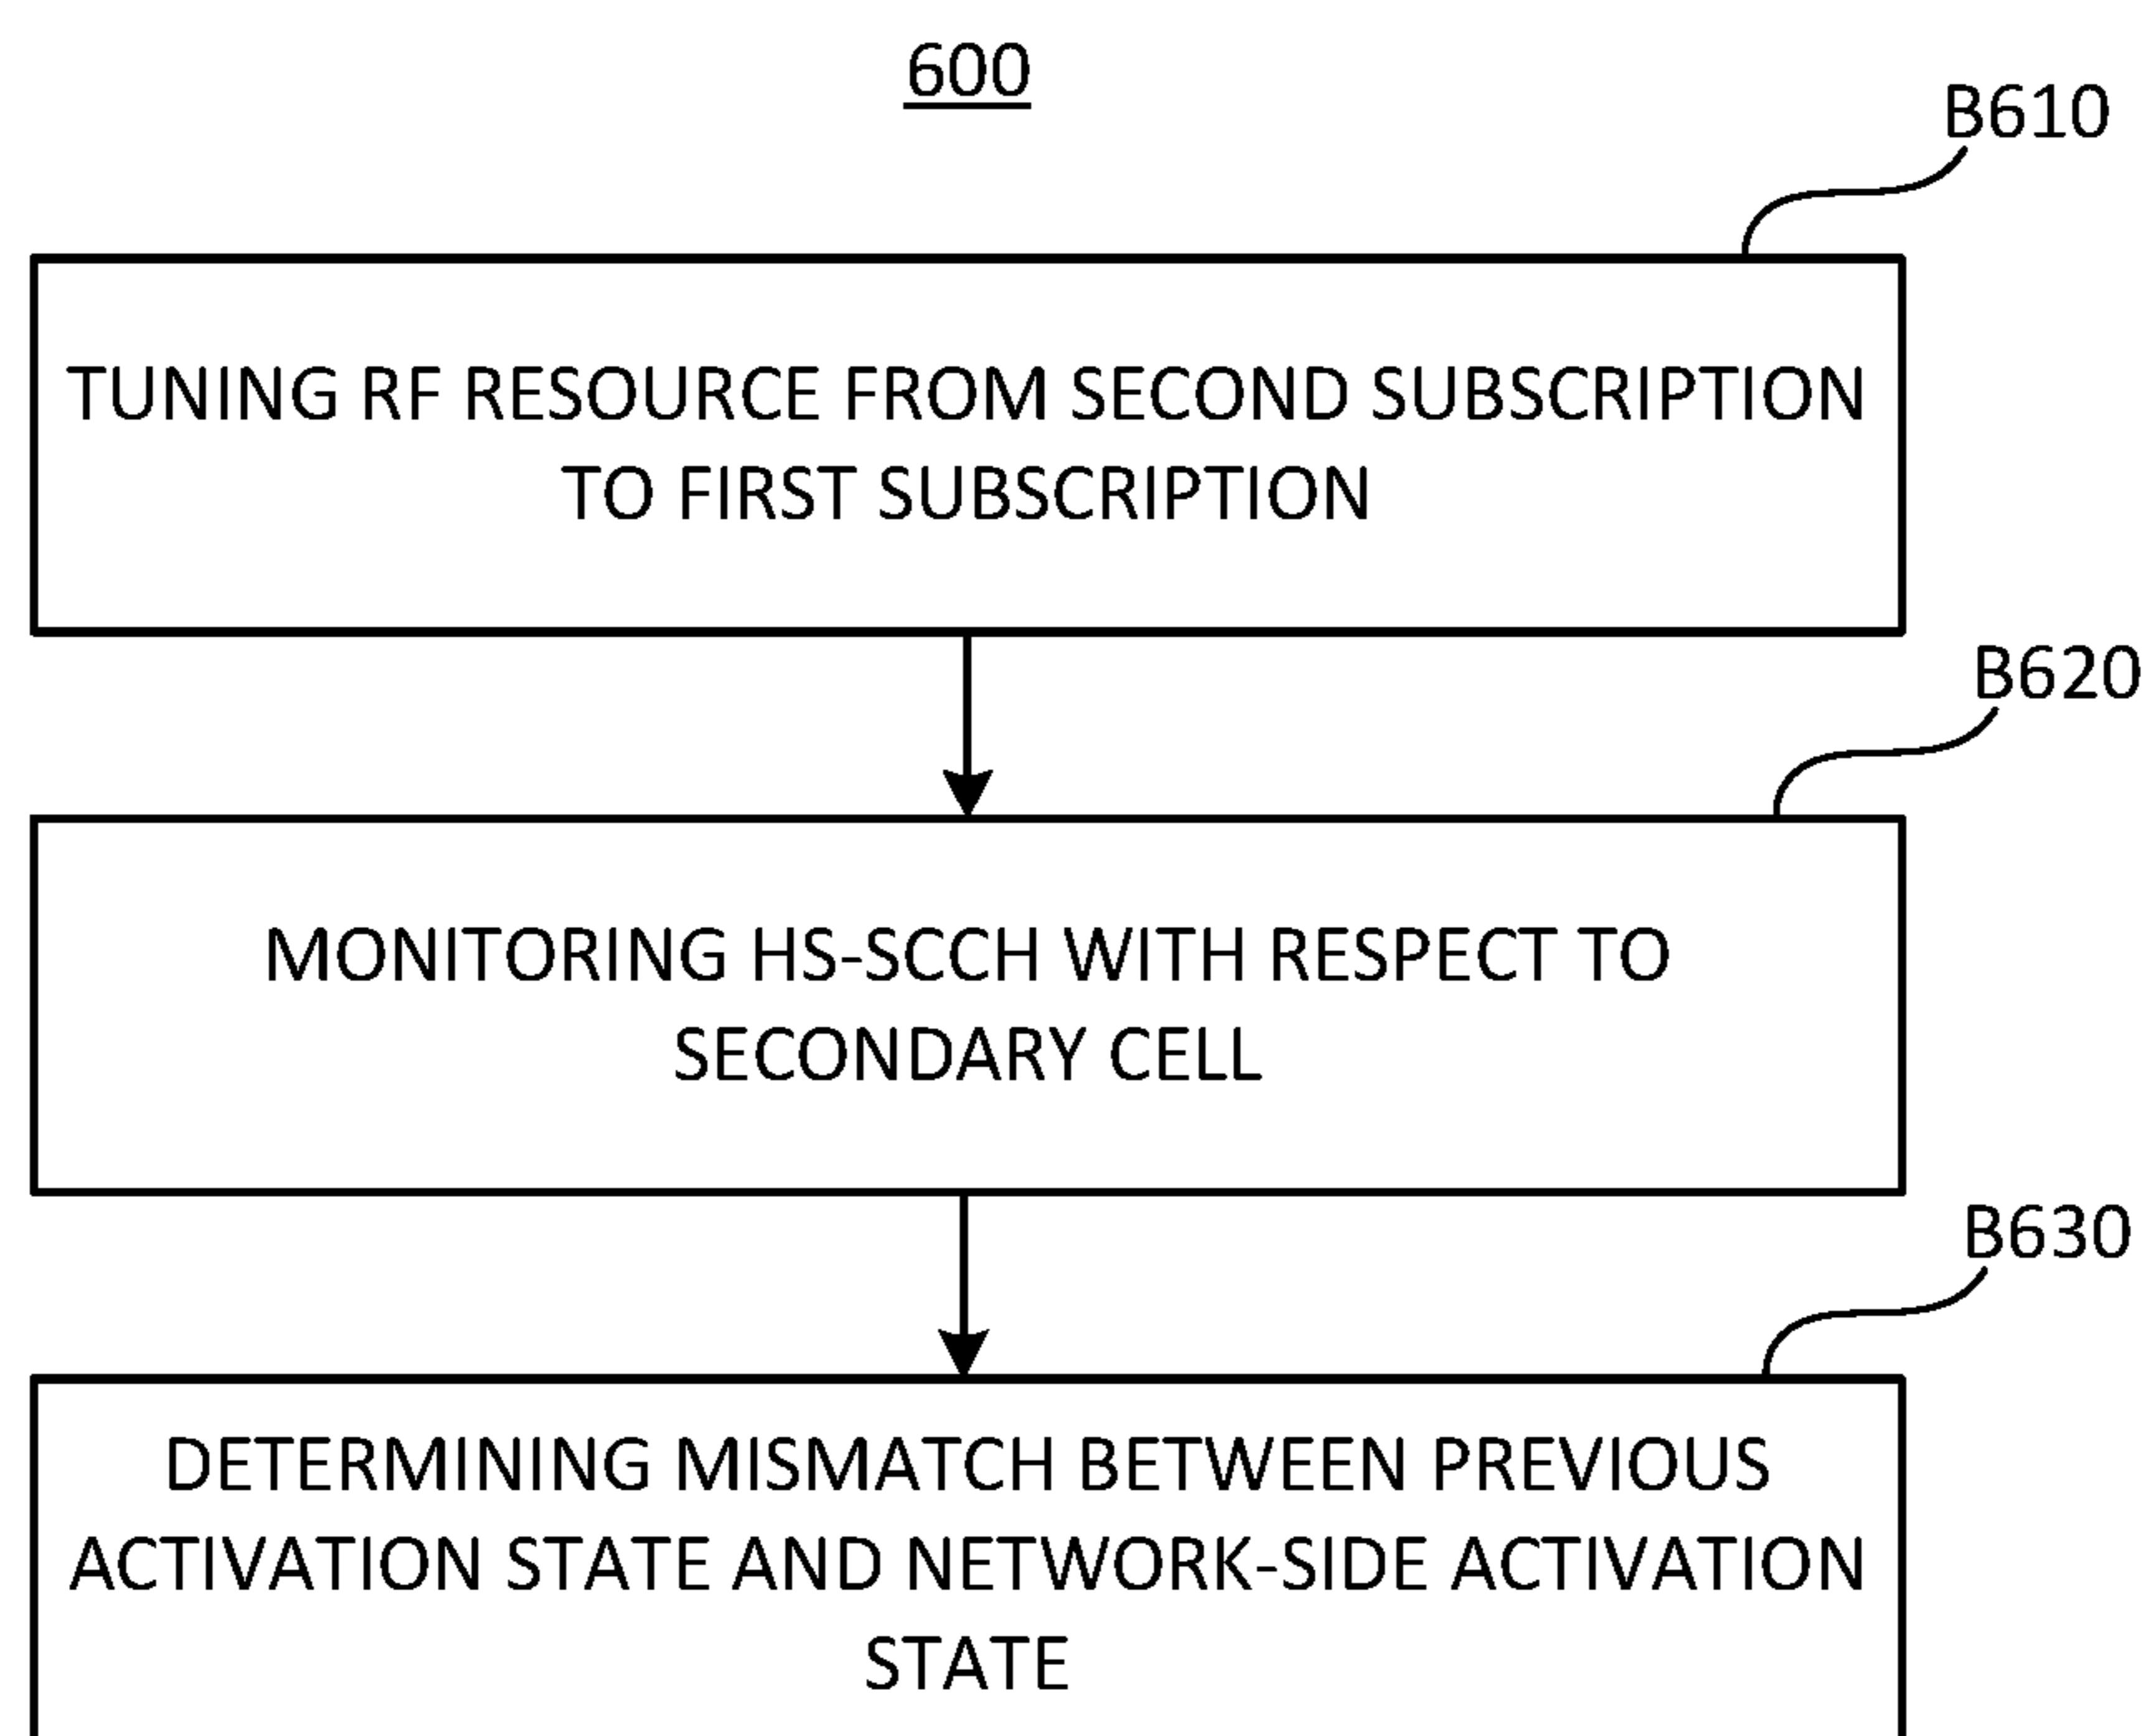 600
B610
TUNING RF RESOURCE FROM SECOND SUBSCRIPTION
TO FIRST SUBSCRIPTION
B620
MONITORING HS-SCCH WITH RESPECT TO
SECONDARY CELL
B630
DETERMINING MISMATCH BETWEEN PREVIOUS
ACTIVATION STATE AND NETWORK-SIDE ACTIVATION
STATE